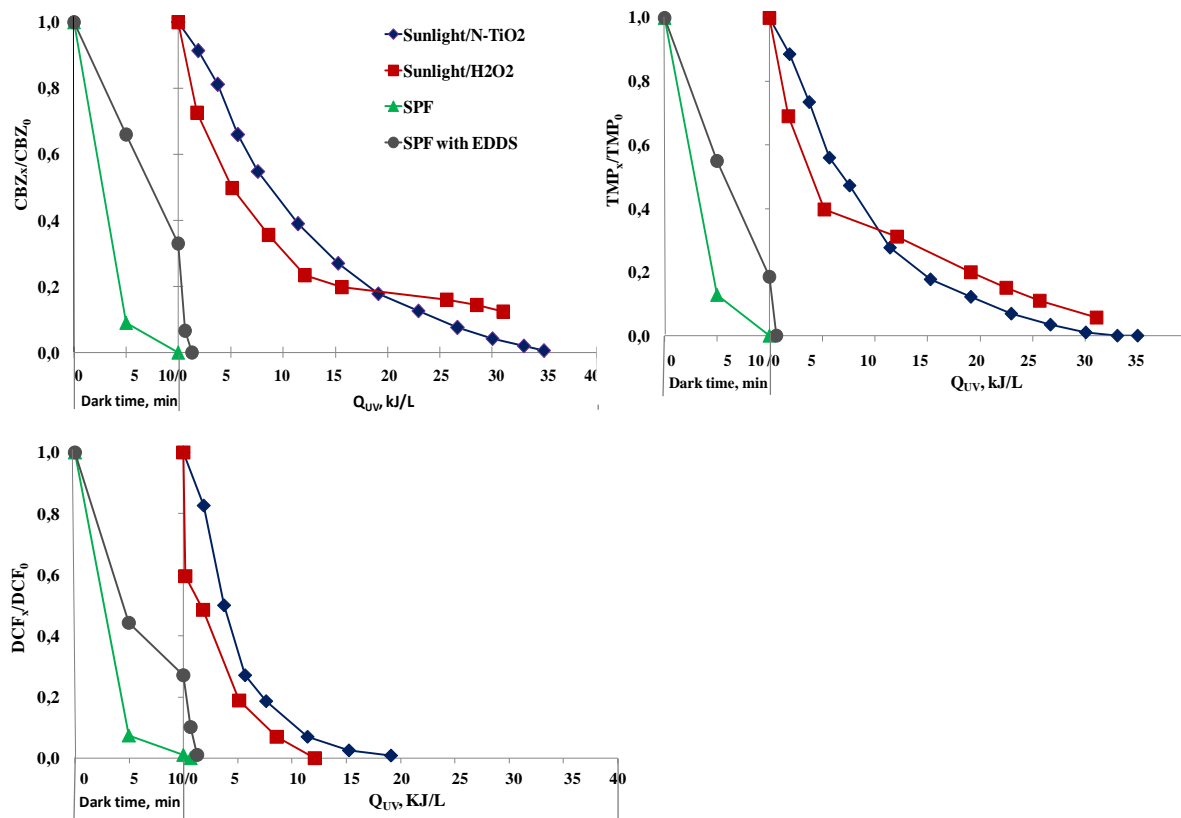 1,0
0,8
0,6
0,4
0,2
0,0
CBZx/CBZ0
Sunlight/N-TiO2
Sunlight/H2O2
SPF
SPF with EDDS
0 5 10/0 5 10 15 20 25 30 35 40
Dark time, min
QUV, kJ/L
1,0
0,8
0,6
0,4
0,2
0,0
TMPx/TMP0
0 5 10/0 5 10 15 20 25 30 35
Dark time, min
QUV, kJ/L
1,0
0,8
0,6
0,4
0,2
0,0
DCFx/DCF0
0 5 10/0 5 10 15 20 25 30 35 40
Dark time, min
QUV, KJ/L